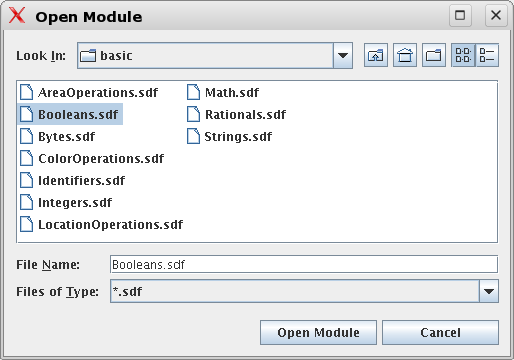 Open Module
Look In: basic
AreaOperations.sdf
Booleans.sdf
Bytes.sdf
ColorOperations.sdf
Identifiers.sdf
Integers.sdf
LocationOperations.sdf
Math.sdf
Rationals.sdf
Strings.sdf
File Name: Booleans.sdf
Files of Type: *.sdf
Open Module Cancel